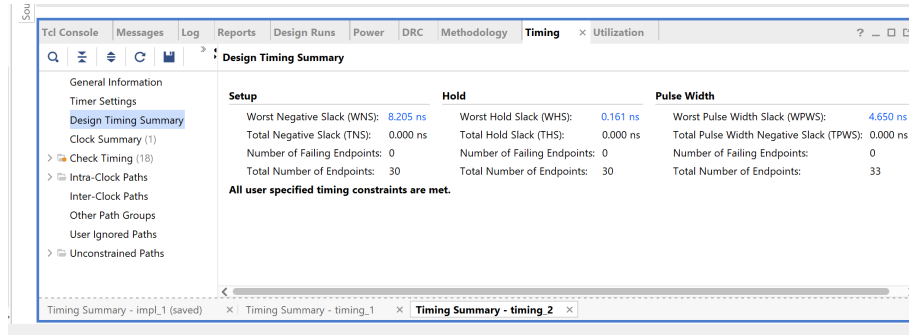 Sou
Tcl Console Messages Log Reports Design Runs Power DRC Methodology Timing × Utilization ? _
» Design Timing Summary
General Information
Timer Settings
Design Timing Summary
Clock Summary (1)
> Check Timing (18)
> Intra-Clock Paths
Inter-Clock Paths
Other Path Groups
User Ignored Paths
> Unconstrained Paths
Setup Hold Pulse Width
Worst Negative Slack (WNS): 8.205 ns Worst Hold Slack (WHS): 0.161 ns Worst Pulse Width Slack (WPWS): 4.650 ns
Total Negative Slack (TNS): 0.000 ns Total Hold Slack (THS): 0.000 ns Total Pulse Width Negative Slack (TPWS): 0.000 ns
Number of Failing Endpoints: 0 Number of Failing Endpoints: 0 Number of Failing Endpoints: 0
Total Number of Endpoints: 30 Total Number of Endpoints: 30 Total Number of Endpoints: 33
All user specified timing constraints are met.
Timing Summary - impl_1 (saved) × Timing Summary - timing_1 × Timing Summary - timing_2 ×